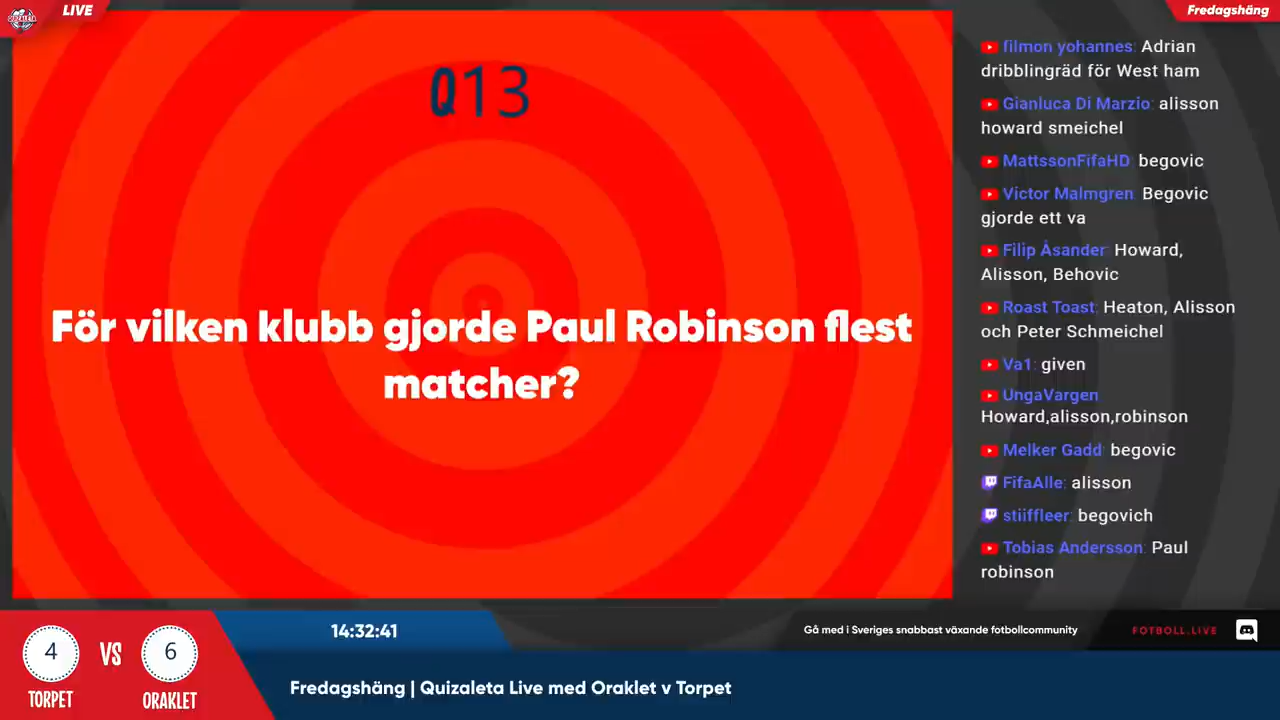 QUIZALETA
LIVE
Fredagshäng
Q13
För vilken klubb gjorde Paul Robinson flest
matcher?
filmon yohannes: Adrian
dribblingräd för West ham
Gianluca Di Marzio: alisson
howard smeichel
MattssonFifaHD: begovic
Victor Malmgren: Begovic
gjorde ett va
Filip Åsander: Howard,
Alisson, Behovic
Roast Toast: Heaton, Alisson
och Peter Schmeichel
Va1: given
UngaVargen
Howard,alisson,robinson
Melker Gadd: begovic
FifaAlle: alisson
stiiffleer: begovich
Tobias Andersson: Paul
robinson
4 VS 6
TORPET ORAKLET
14:32:41
Gå med i Sveriges snabbast växande fotbollcommunity
FOTBOLL.LIVE
Fredagshäng | Quizaleta Live med Oraklet v Torpet